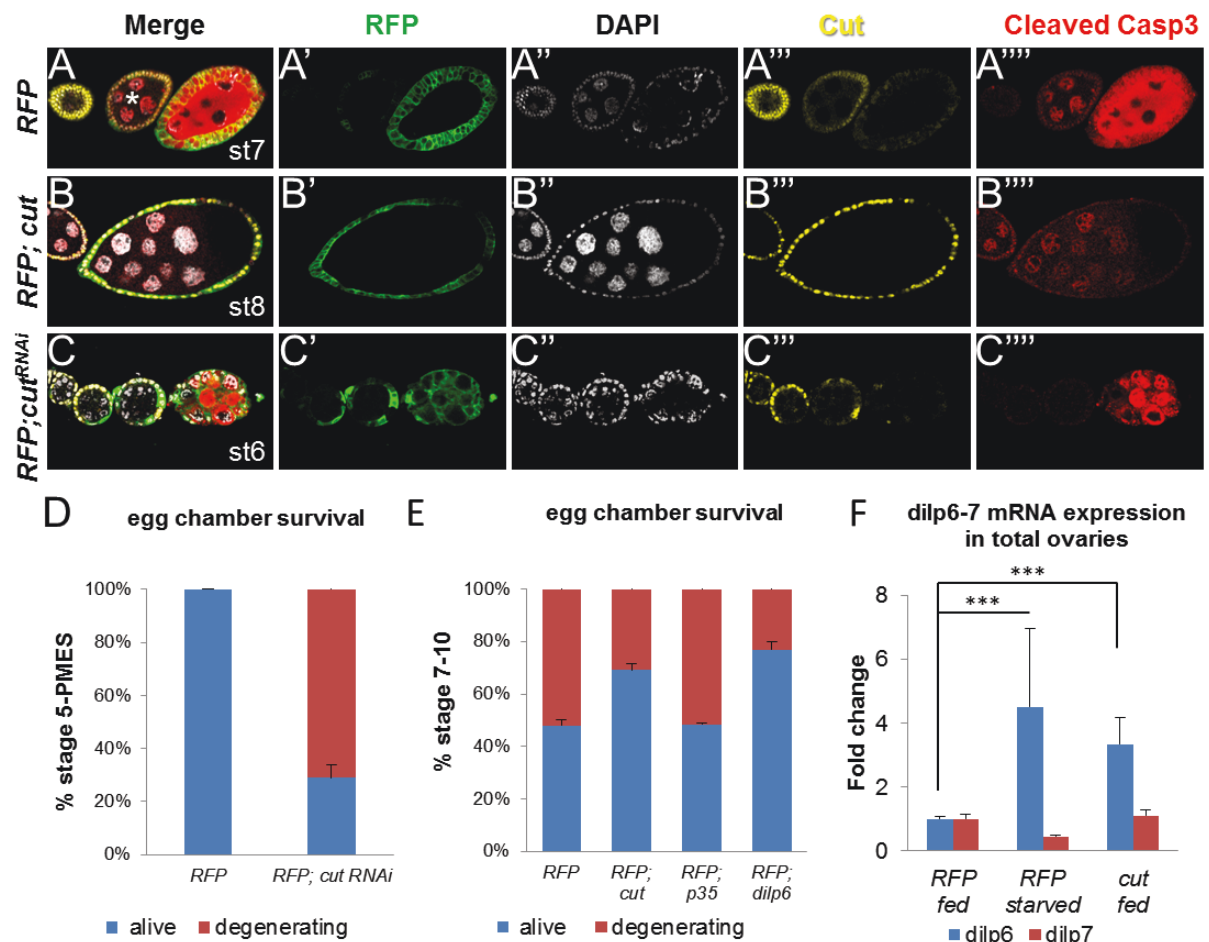 Merge RFP DAPI Cut Cleaved Casp3
RFP
A * st7
A’
A’’
A’’’
A’’’’
RFP; cut
B st8
B’
B’’
B’’’
B’’’’
RFP;cutRNAi
C st6
C’
C’’
C’’’
C’’’’
D
egg chamber survival
% stage 5-PMES
100%
80%
60%
40%
20%
0%
RFP RFP; cut RNAi
alive degenerating
E
egg chamber survival
% stage 7-10
100%
80%
60%
40%
20%
0%
RFP RFP; cut RFP; p35 RFP; dilp6
alive degenerating
F
dilp6-7 mRNA expression
in total ovaries
***
***
Fold change
8
6
4
2
0
RFP fed RFP starved cut fed
dilp6 dilp7